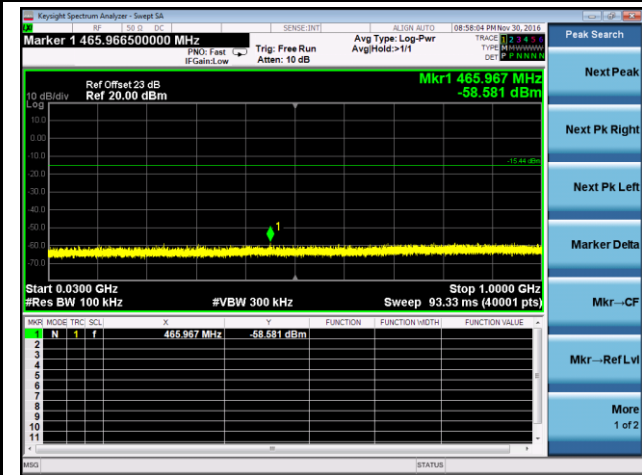 Keysight Spectrum Analyzer - Swept SA
RF 50 Ω DC SENSE:INT ALIGN AUTO 08:58:04 PM Nov 30, 2016
Marker 1 465.966500000 MHz
PNO: Fast
IFGain:Low
Trig: Free Run
Atten: 10 dB
Avg Type: Log-Pwr
Avg|Hold:>1/1
TRACE 1 2 3 4 5 6
TYPE M
DET P P N N N N
Peak Search
Next Peak
Next Pk Right
Next Pk Left
Marker Delta
Mkr→CF
Mkr→Ref Lvl
More
1 of 2
Mkr1 465.967 MHz
-58.581 dBm
Ref Offset 23 dB
10 dB/div Ref 20.00 dBm
Log
10.0
0.00
-10.0
-15.44 dBm
-20.0
-30.0
-40.0
-50.0
1
-60.0
-70.0
Start 0.0300 GHz Stop 1.0000 GHz
#Res BW 100 kHz #VBW 300 kHz Sweep 93.33 ms (40001 pts)
MKR MODE TRC SCL X Y FUNCTION FUNCTION WIDTH FUNCTION VALUE
1 N 1 f 465.967 MHz -58.581 dBm
2
3
4
5
6
7
8
9
10
11
MSG STATUS